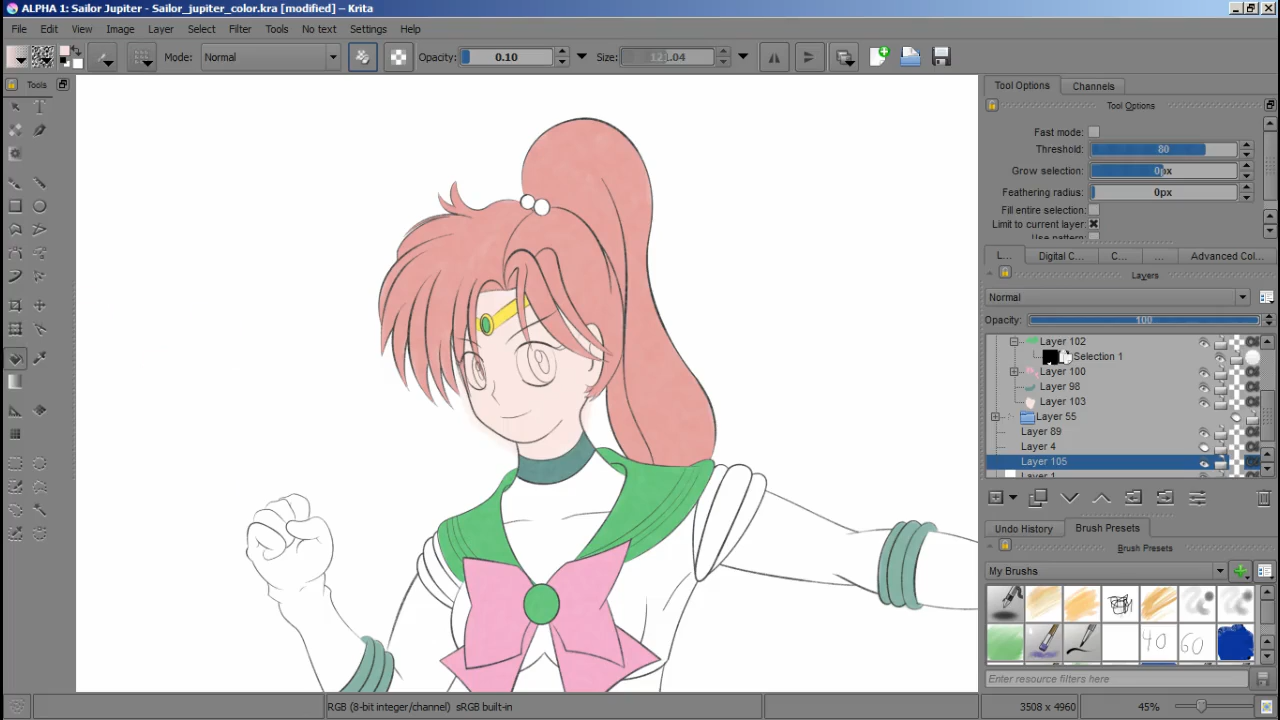 ALPHA 1: Sailor Jupiter - Sailor_jupiter_color.kra [modified] – Krita
File Edit View Image Layer Select Filter Tools No text Settings Help
Mode: Normal Opacity: 0.10 Size: 121.04
Tools
Tool Options Channels
Tool Options
Fast mode:
Threshold: 80
Grow selection: 0px
Feathering radius: 0px
Fill entire selection:
Limit to current layer:
L... Digital C... C... ... Advanced Col...
Layers
Normal
Opacity: 100
Layer 102
Selection 1
Layer 100
Layer 98
Layer 103
Layer 55
Layer 89
Layer 4
Layer 105
Layer 1
Undo History Brush Presets
Brush Presets
My Brushes
40 60
Enter resource filters here
RGB (8-bit integer/channel) sRGB built-in 3508 x 4960 45%